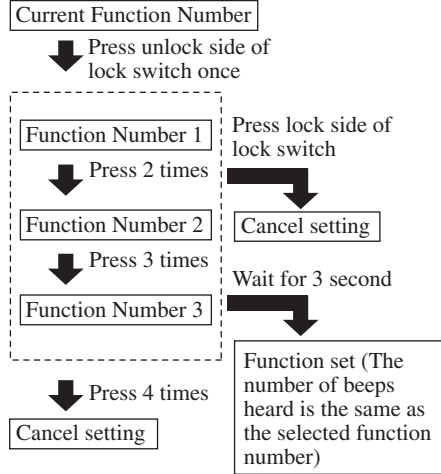 Current Function Number
Press unlock side of
lock switch once
Function Number 1
Press 2 times
Function Number 2
Press 3 times
Function Number 3
Press 4 times
Cancel setting
Press lock side of
lock switch
Cancel setting
Wait for 3 second
Function set (The
number of beeps
heard is the same as
the selected function
number)